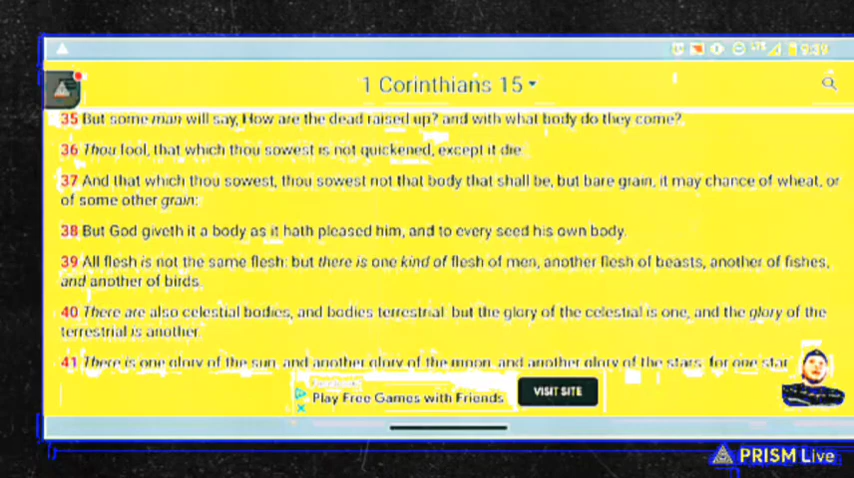 9:39
1 Corinthians 15
35 But some man will say, How are the dead raised up? and with what body do they come?
36 Thou fool, that which thou sowest is not quickened, except it die
37 And that which thou sowest, thou sowest not that body that shall be, but bare grain, it may chance of wheat, or
of some other grain:
38 But God giveth it a body as it hath pleased him, and to every seed his own body.
39 All flesh is not the same flesh: but there is one kind of flesh of men, another flesh of beasts, another of fishes,
and another of birds.
40 There are also celestial bodies, and bodies terrestrial but the glory of the celestial is one, and the glory of the
terrestrial is another.
41 There is one glory of the sun and another glory of the moon and another glory of the stars for one star
Play Free Games with Friends
VISIT SITE
PRISM Live